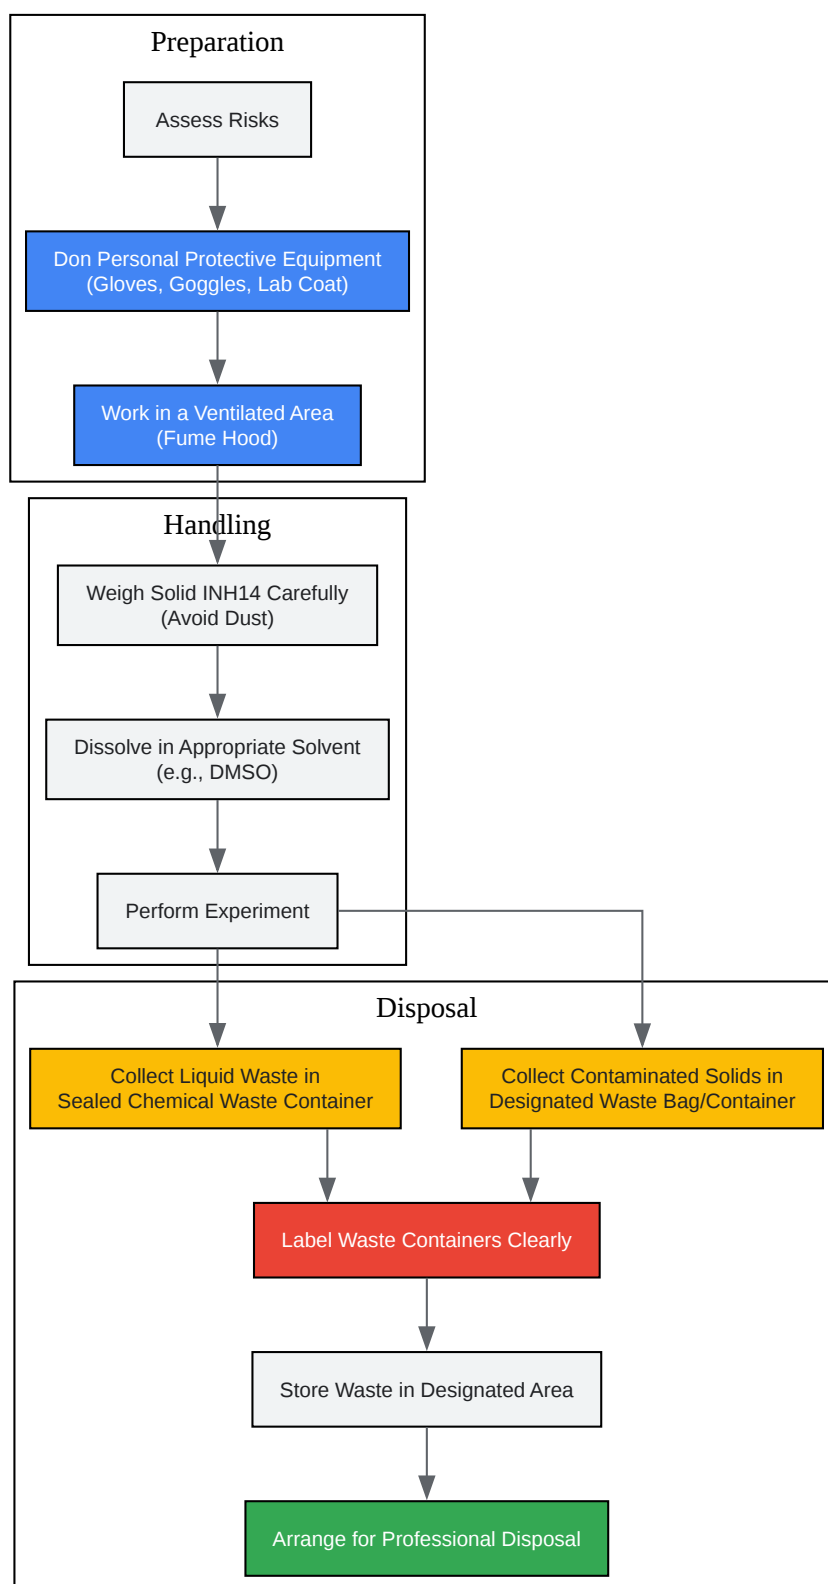 Preparation
Assess Risks
Don Personal Protective Equipment
(Gloves, Goggles, Lab Coat)
Work in a Ventilated Area
(Fume Hood)
Handling
Weigh Solid INH14 Carefully
(Avoid Dust)
Dissolve in Appropriate Solvent
(e.g., DMSO)
Perform Experiment
Disposal
Collect Liquid Waste in
Sealed Chemical Waste Container
Collect Contaminated Solids in
Designated Waste Bag/Container
Label Waste Containers Clearly
Store Waste in Designated Area
Arrange for Professional Disposal